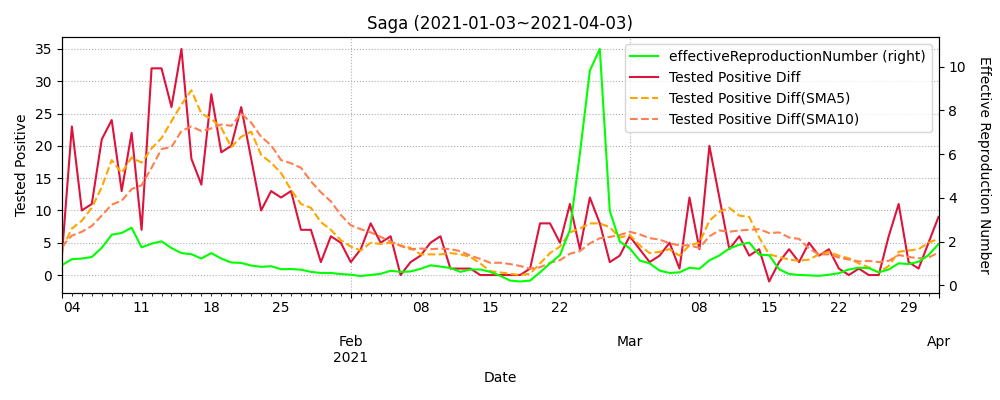 Saga (2021-01-03~2021-04-03)
effectiveReproductionNumber (right)
Tested Positive Diff
Tested Positive Diff(SMA5)
Tested Positive Diff(SMA10)
Tested Positive
35
30
25
20
15
10
5
0
Effective Reproduction Number
10
8
6
4
2
0
04 11 18 25 08 15 22 08 15 22 29
Feb Mar Apr
2021
Date